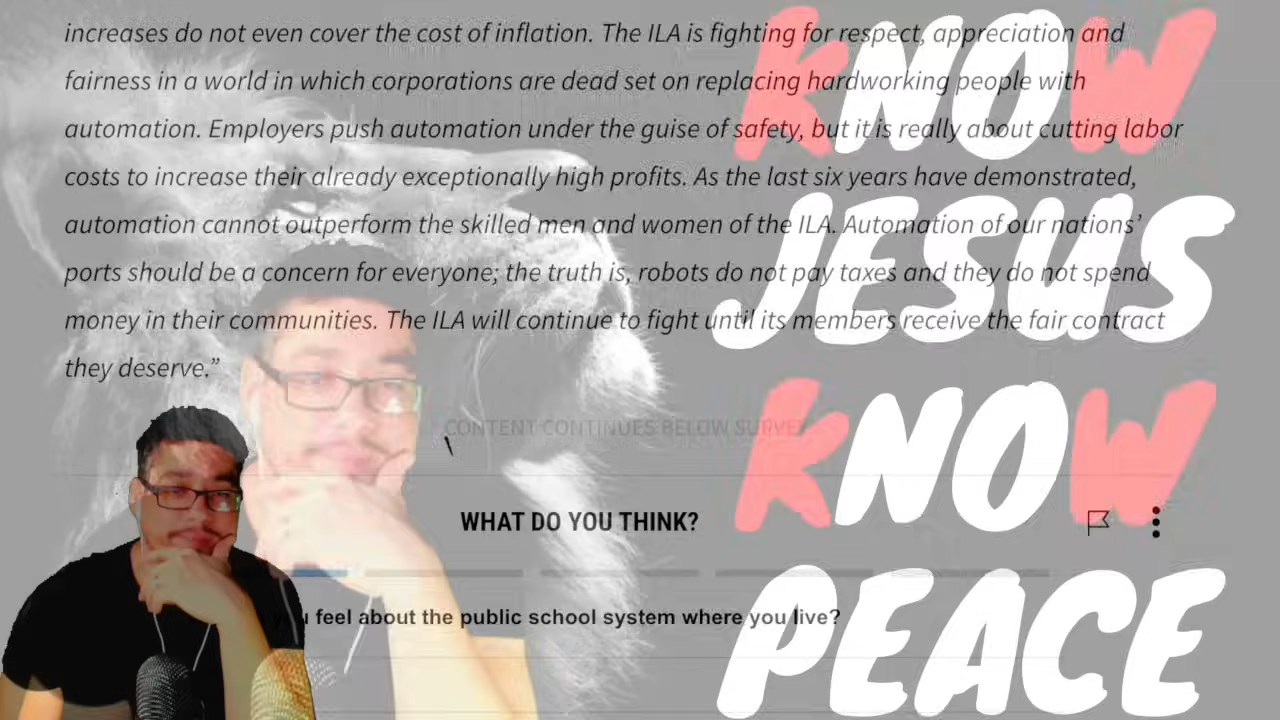 increases do not even cover the cost of inflation. The ILA is fighting for respect, appreciation and
fairness in a world in which corporations are dead set on replacing hardworking people with
automation. Employers push automation under the guise of safety, but it is really about cutting labor
costs to increase their already exceptionally high profits. As the last six years have demonstrated,
automation cannot outperform the skilled men and women of the ILA. Automation of our nations’
ports should be a concern for everyone; the truth is, robots do not pay taxes and they do not spend
money in their communities. The ILA will continue to fight until its members receive the fair contract
they deserve.”
CONTENT CONTINUES BELOW SURVEY
WHAT DO YOU THINK?
feel about the public school system where you live?
kNOW
JESUS
kNOW
PEACE